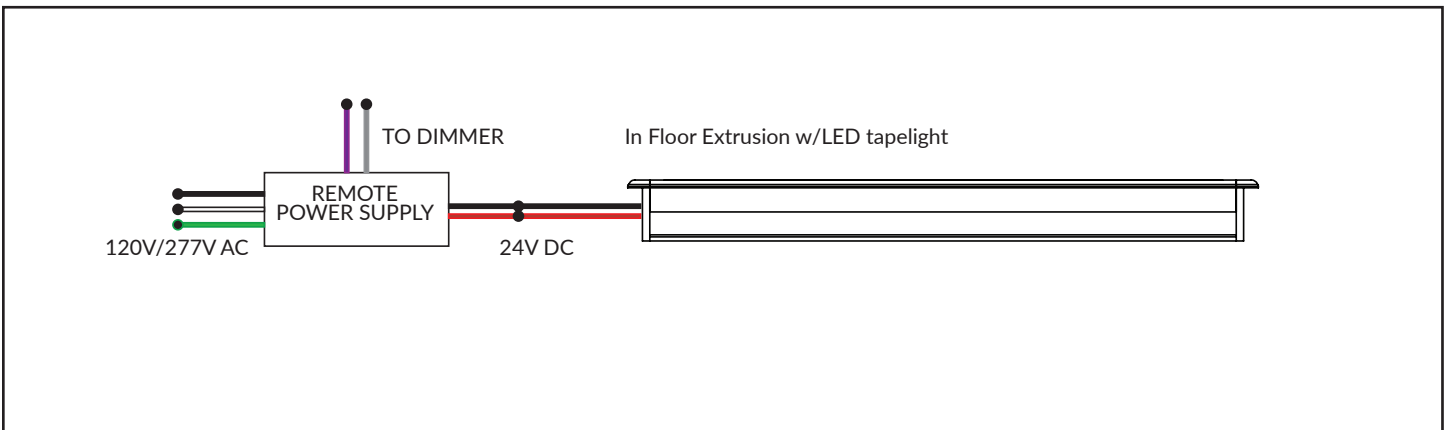 TO DIMMER
In Floor Extrusion w/LED tapelight
REMOTE
POWER SUPPLY
120V/277V AC
24V DC